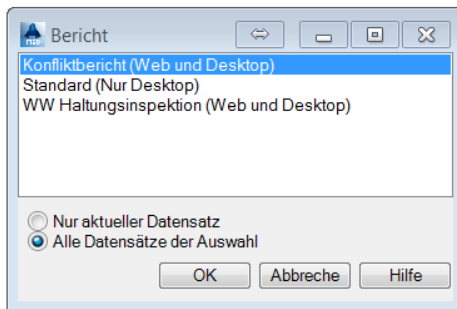 Bericht
Konfliktbericht (Web und Desktop)
Standard (Nur Desktop)
WW Haltungsinspektion (Web und Desktop)
Nur aktueller Datensatz
Alle Datensätze der Auswahl
OK Abbreche Hilfe